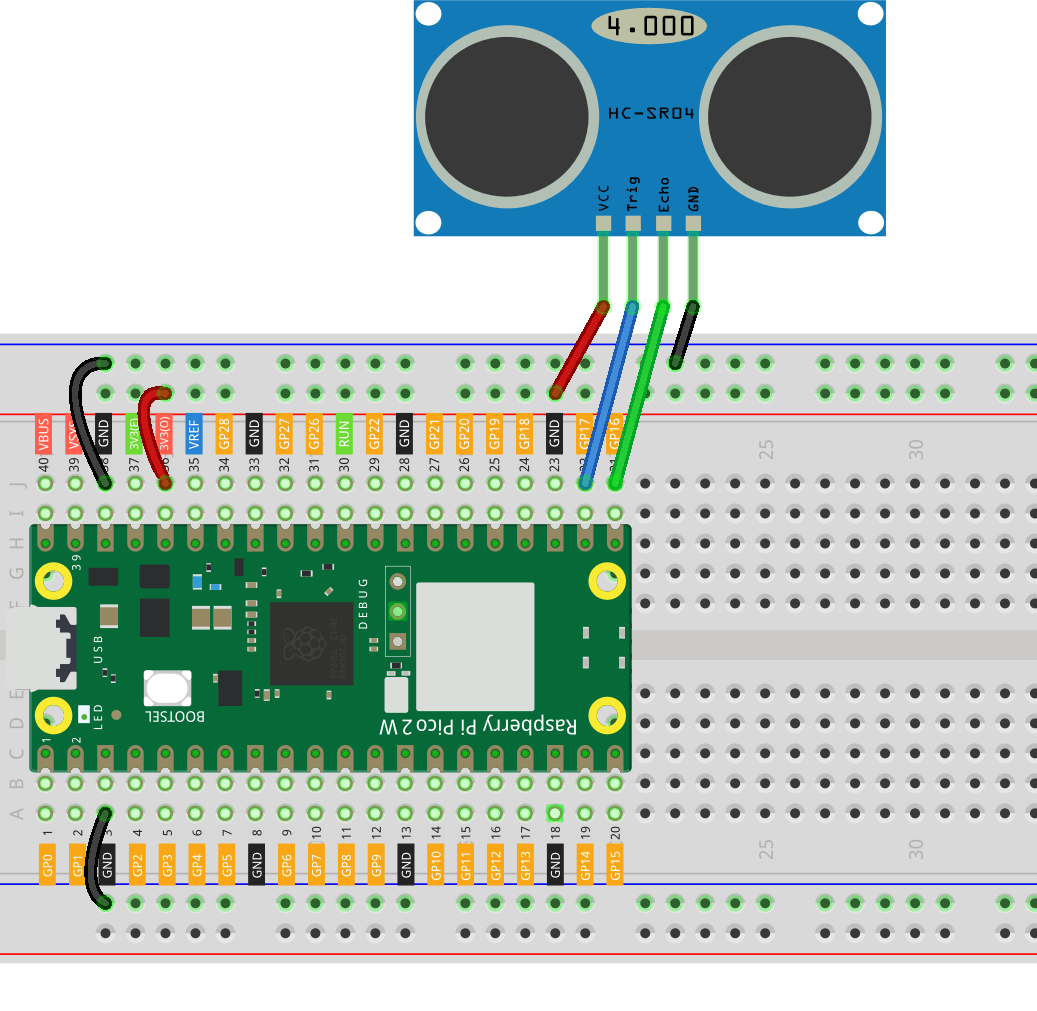 4.000
HC-SR04
VCC Trig Echo GND
VBUS VSYS GND 3V3(E) 3V3(O) VREF GP28 GND GP27 GP26 RUN GP22 GND GP21 GP20 GP19 GP18 GND GP17 GP16
40 39 38 37 36 35 34 33 32 31 30 29 28 27 26 25 24 23 22 21
25 30
J
I
H
G
F
39
DEBUG
USB
E
D
C
B
A
BOOTSEL
LED
Raspberry Pi Pico 2 W
1 2
1 2 3 4 5 6 7 8 9 10 11 12 13 14 15 16 17 18 19 20
GP0 GP1 GND GP2 GP3 GP4 GP5 GND GP6 GP7 GP8 GP9 GND GP10 GP11 GP12 GP13 GND GP14 GP15
25 30